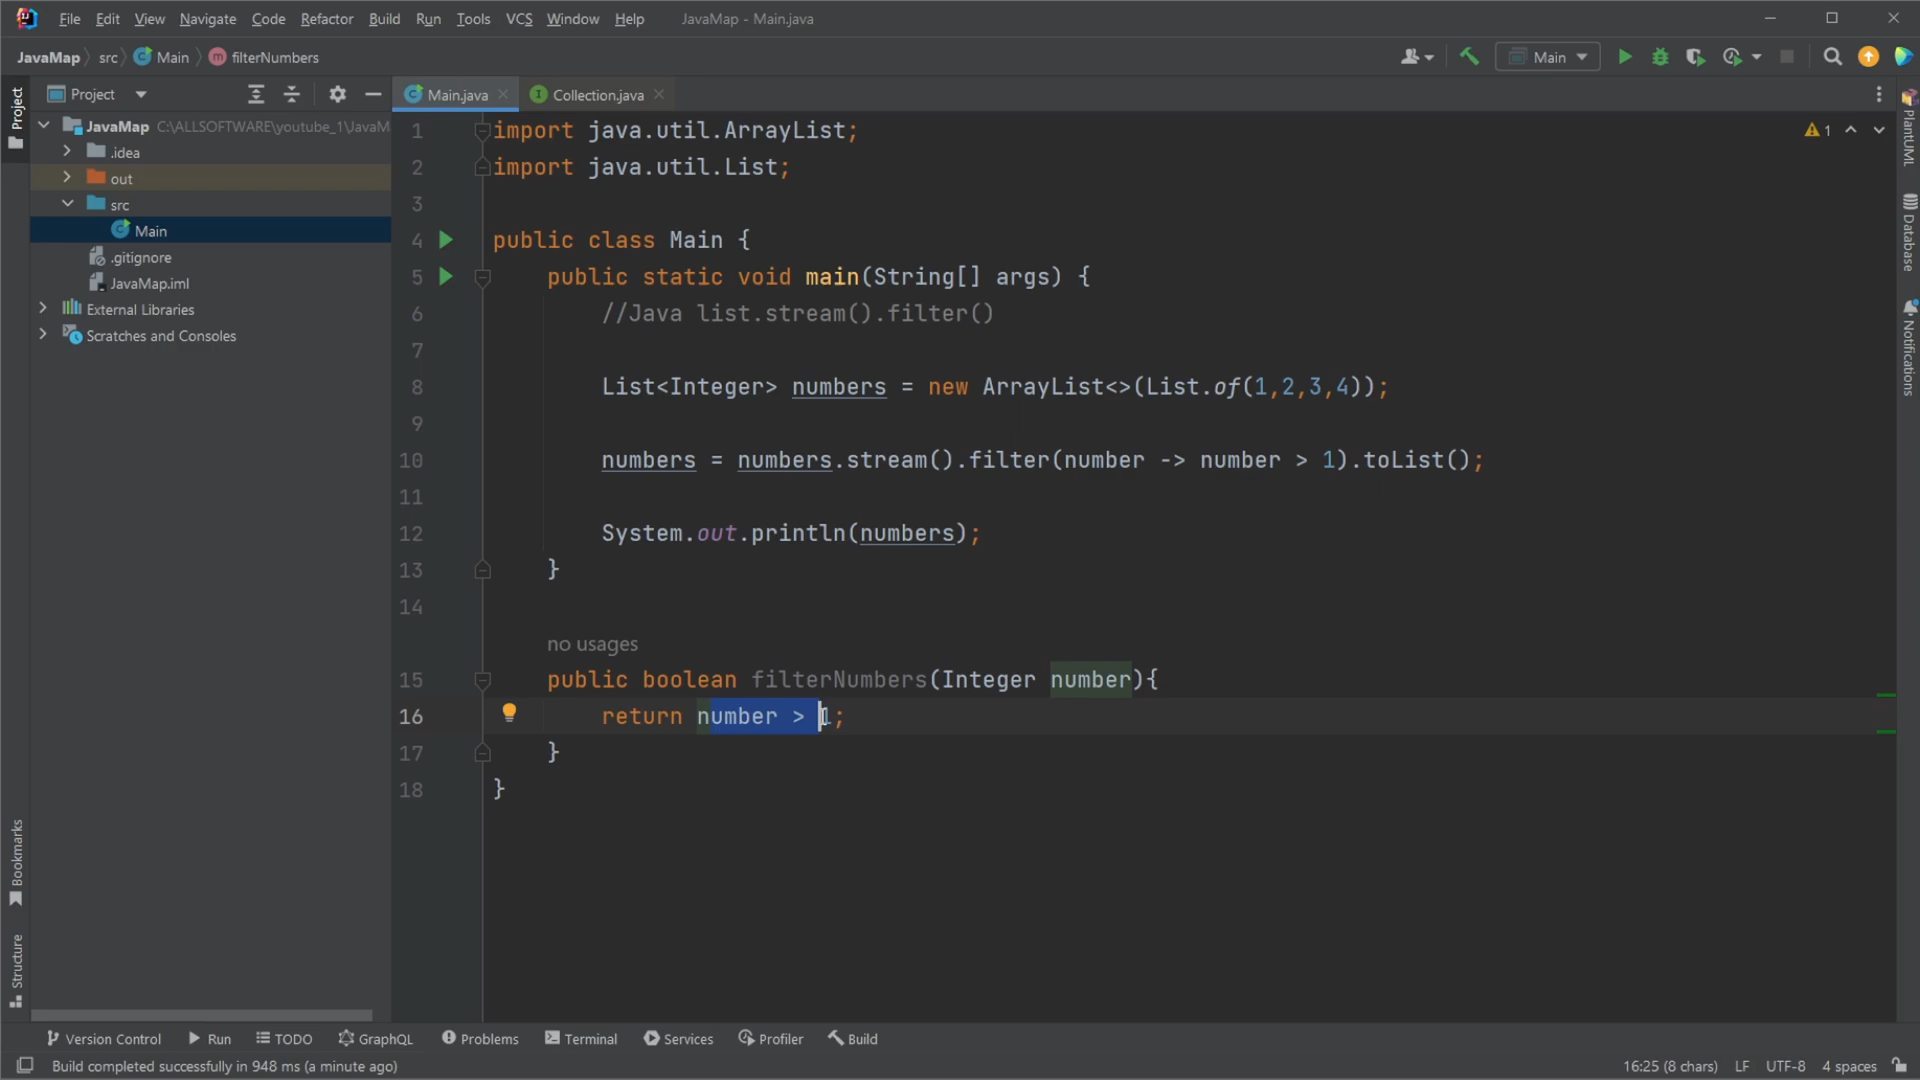 File Edit View Navigate Code Refactor Build Run Tools VCS Window Help JavaMap - Main.java
JavaMap src Main filterNumbers Main
Project Main.java Collection.java
Project
JavaMap C:\ALLSOFTWARE\youtube_1\JavaM
.idea
out
src
Main
.gitignore
JavaMap.iml
External Libraries
Scratches and Consoles
1 import java.util.ArrayList;
2 import java.util.List;
3
4 public class Main {
5 public static void main(String[] args) {
6 //Java list.stream().filter()
7
8 List<Integer> numbers = new ArrayList<>(List.of(1,2,3,4));
9
10 numbers = numbers.stream().filter(number -> number > 1).toList();
11
12 System.out.println(numbers);
13 }
14
no usages
15 public boolean filterNumbers(Integer number){
16 return number > 1;
17 }
18 }
1
PlantUML
Database
Notifications
Bookmarks
Structure
Version Control Run TODO GraphQL Problems Terminal Services Profiler Build
Build completed successfully in 948 ms (a minute ago) 16:25 (8 chars) LF UTF-8 4 spaces